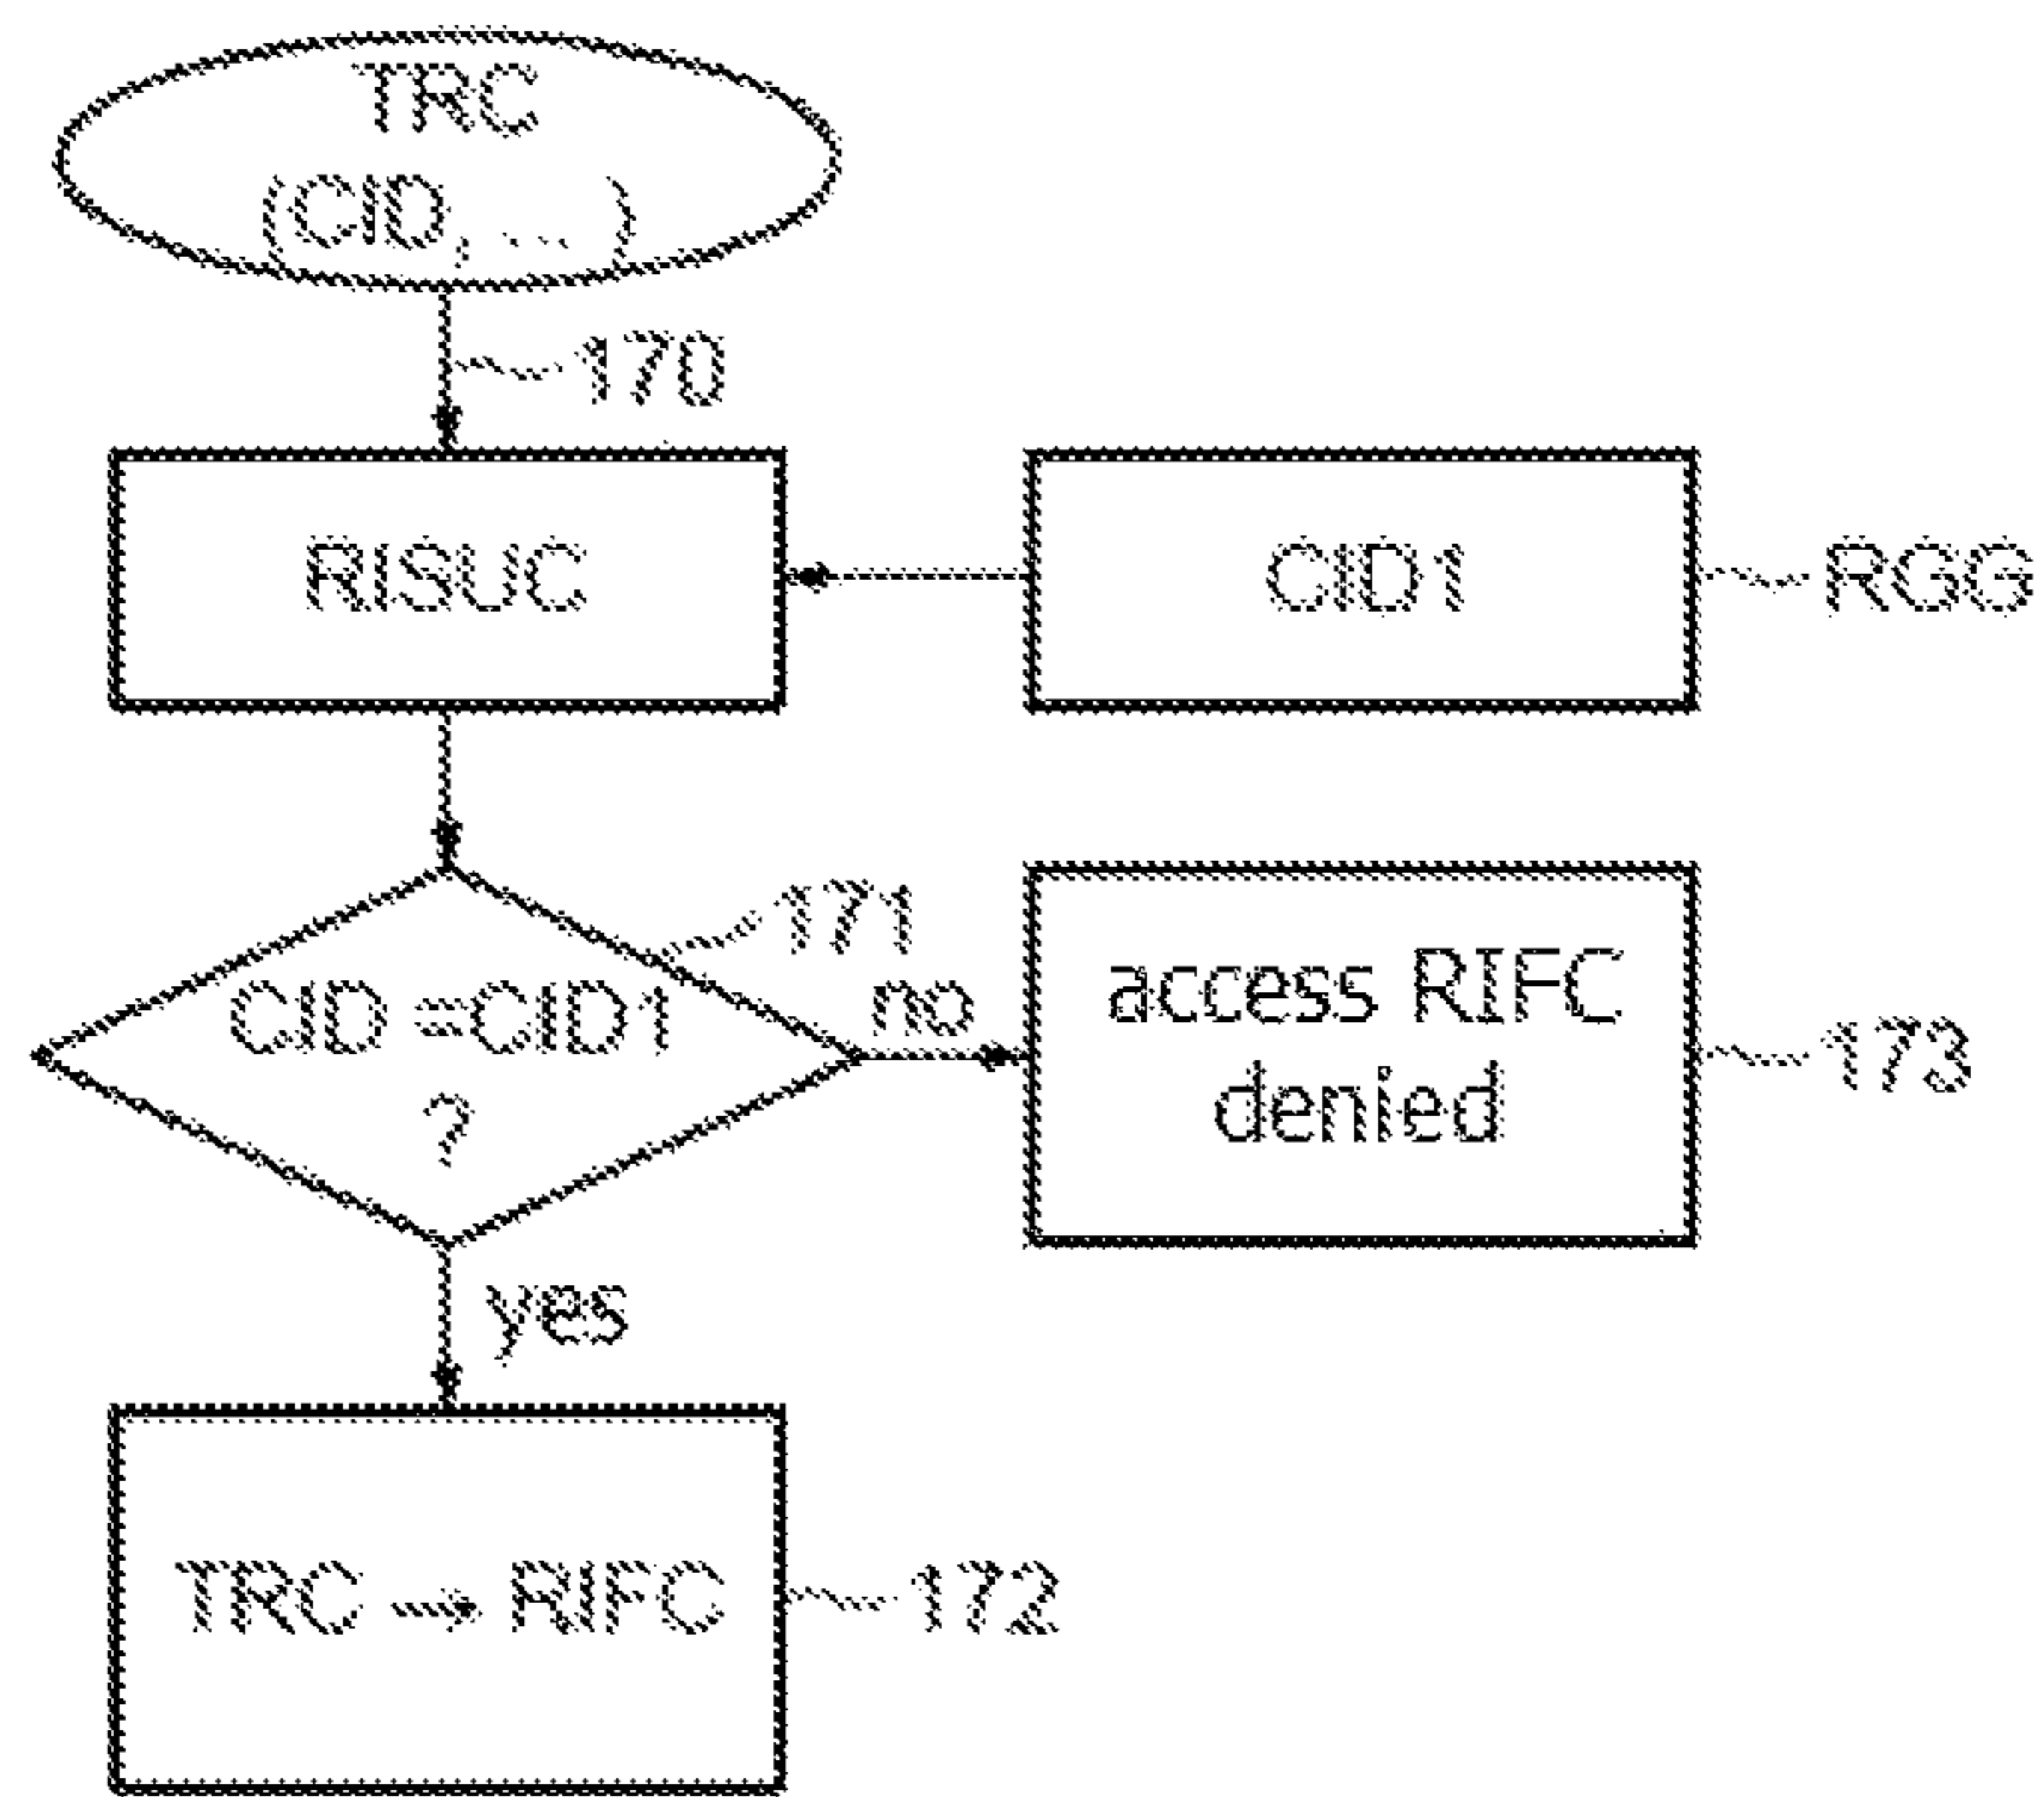 TRC
(CID, ... )
170
RISUC
CID1
RGG
171
CID =CID1
?
no
access RIFC
denied
173
yes
TRC → RIFC
172